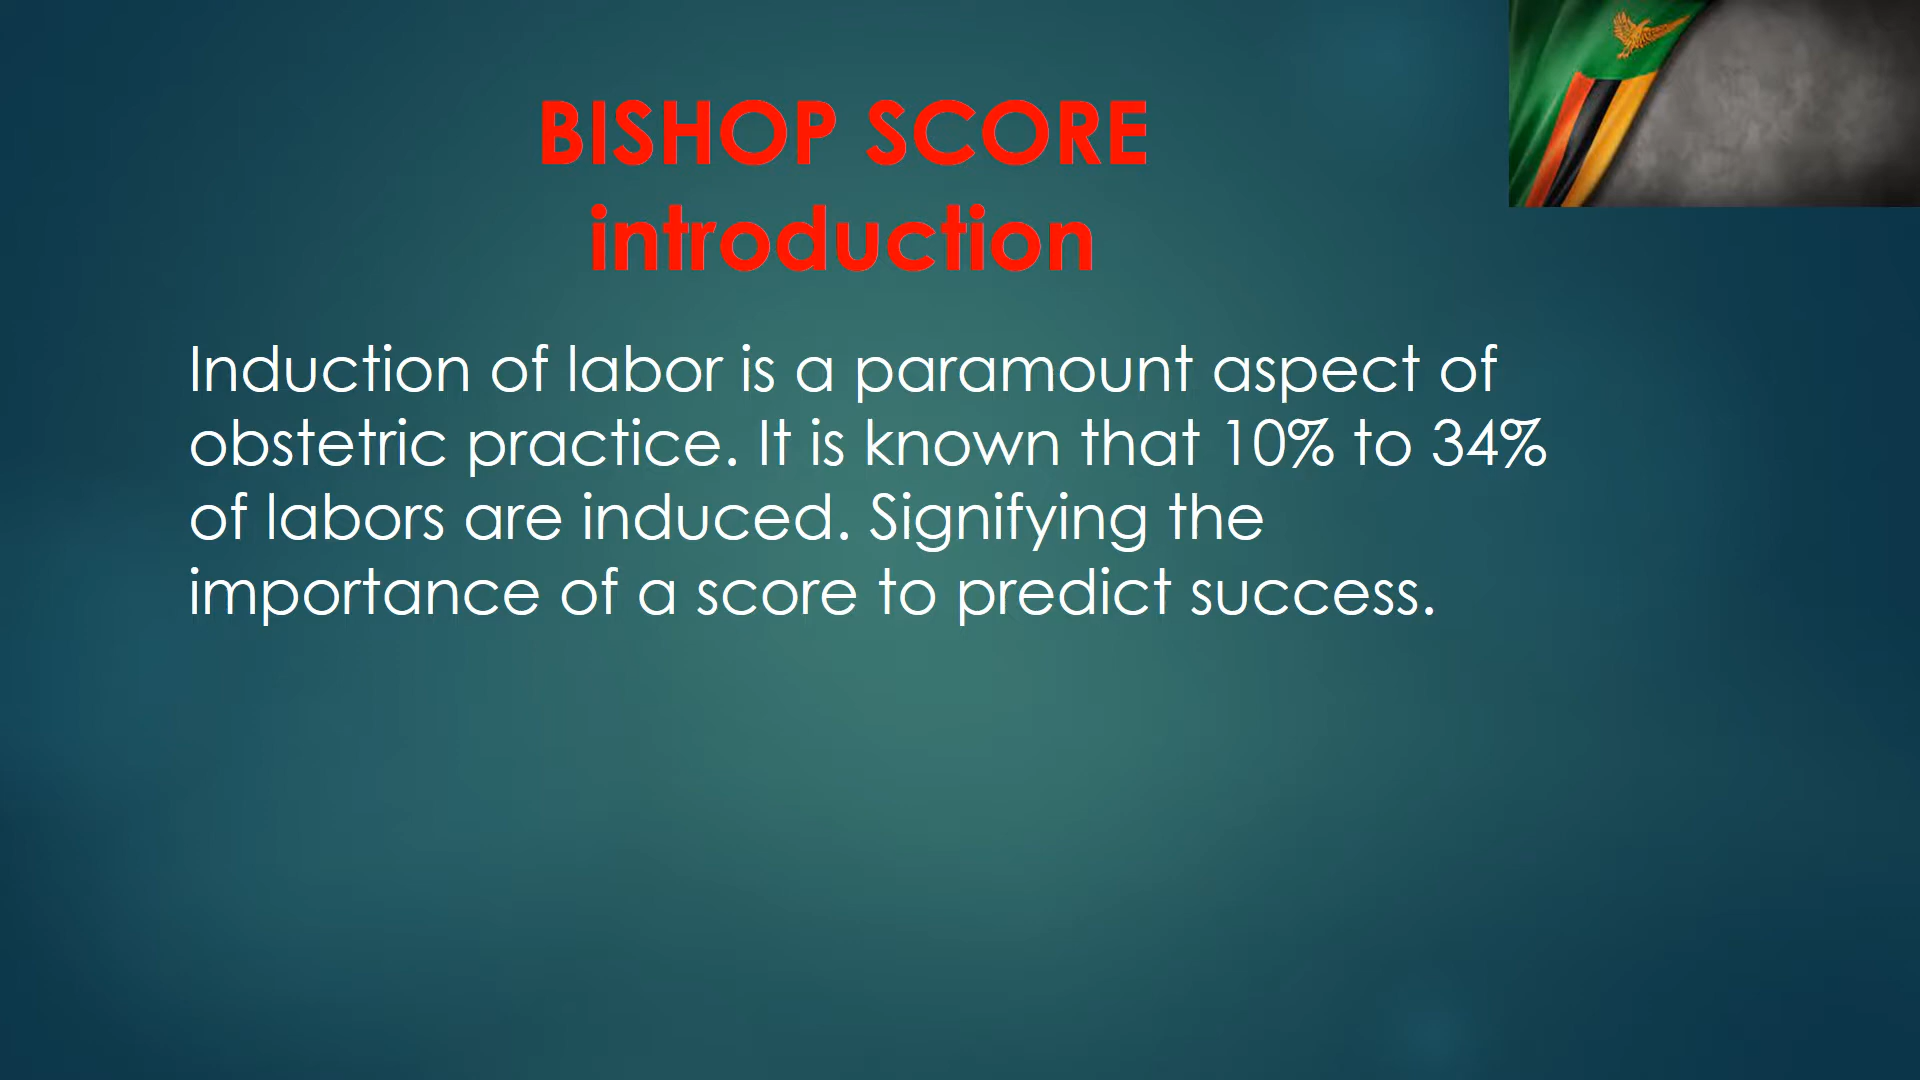 BISHOP SCORE
introduction
Induction of labor is a paramount aspect of
obstetric practice. It is known that 10% to 34%
of labors are induced. Signifying the
importance of a score to predict success.